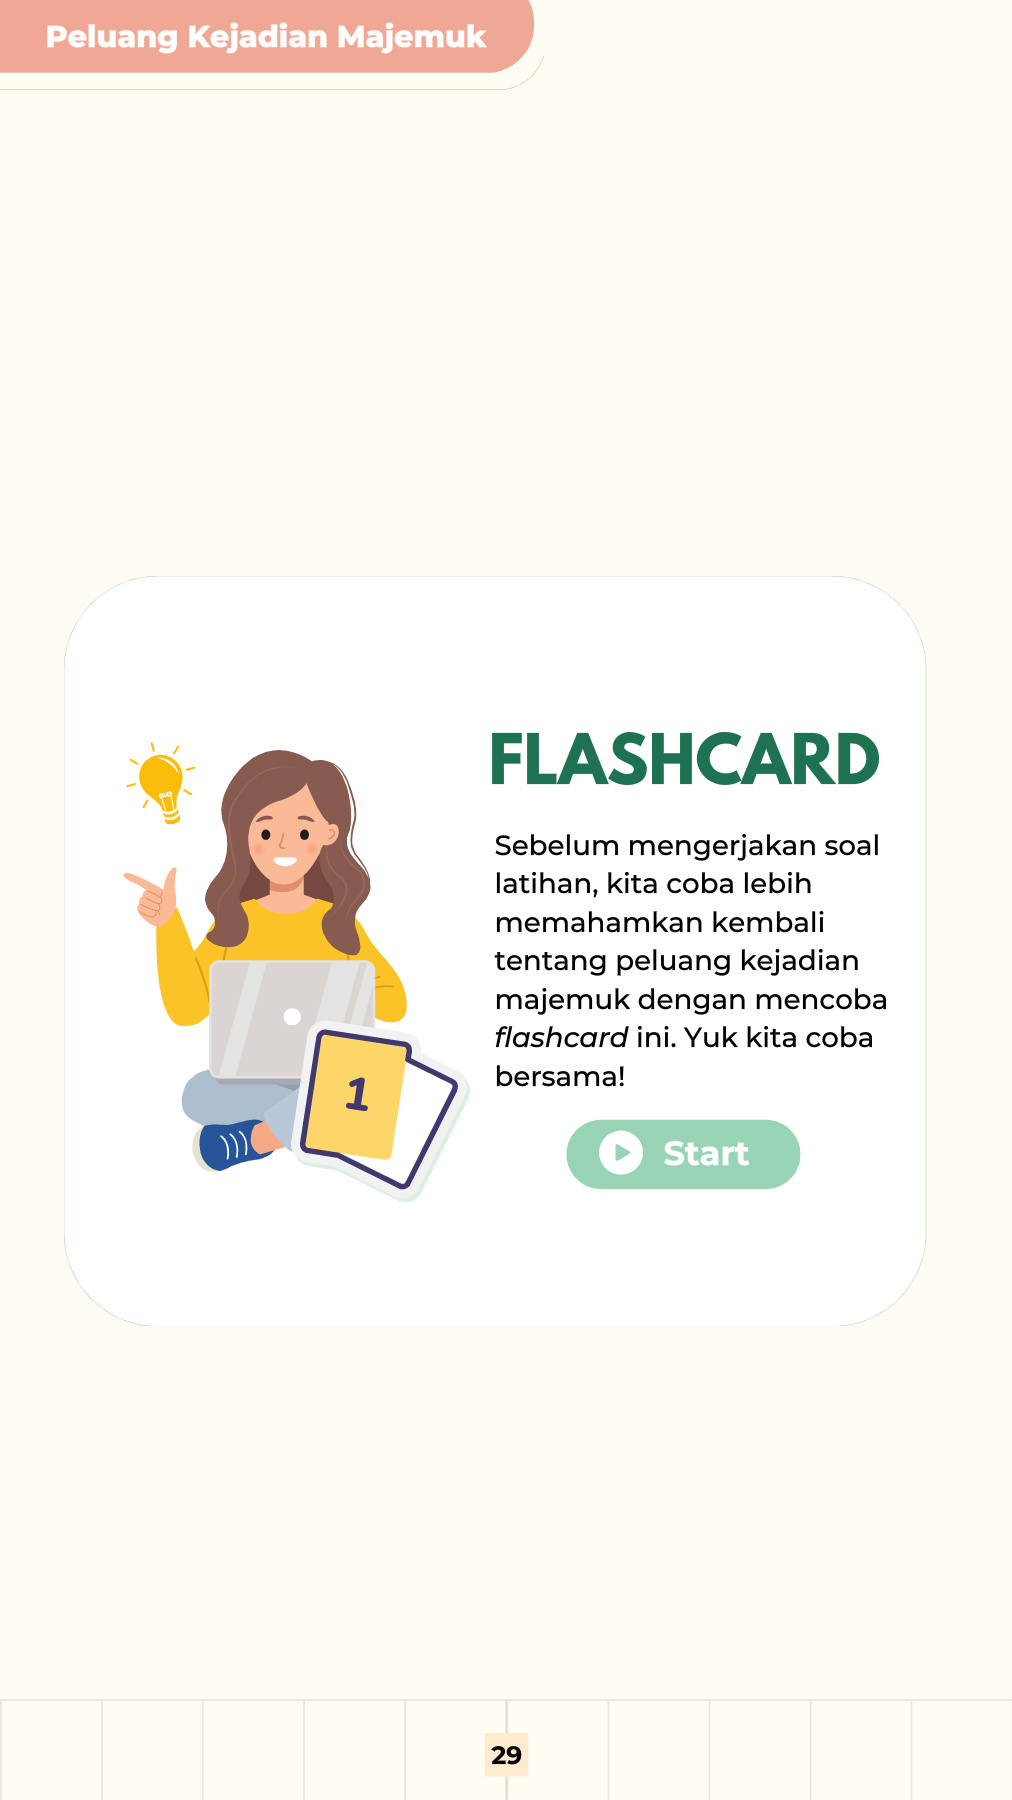 Peluang Kejadian Majemuk
FLASHCARD
Sebelum mengerjakan soal
latihan, kita coba lebih
memahamkan kembali
tentang peluang kejadian
majemuk dengan mencoba
flashcard ini. Yuk kita coba
bersama!
1
Start
29